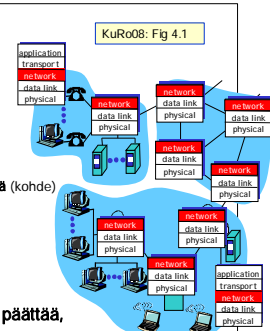 KuRo08: Fig 4.1
application
transport
network
data link
physical
network
data link
physical
network
data link
physical
network
data link
physical
network
data link
physical
network
data link
physical
(kohde)
network
data link
physical
network
data link
physical
network
data link
physical
application
transport
network
data link
physical
päättää,